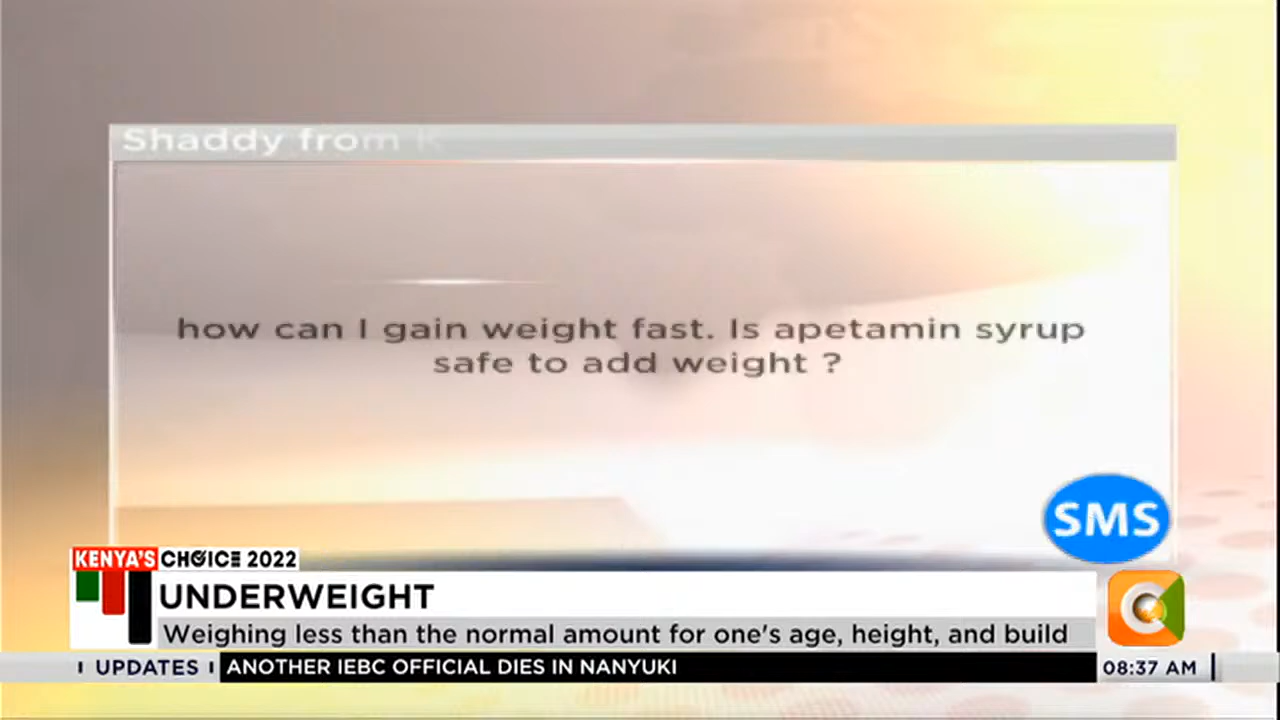 Shaddy from K
how can I gain weight fast. Is apetamin syrup
safe to add weight ?
SMS
KENYA'S CHOICE 2022
UNDERWEIGHT
Weighing less than the normal amount for one's age, height, and build
UPDATES
ANOTHER IEBC OFFICIAL DIES IN NANYUKI
08:37 AM